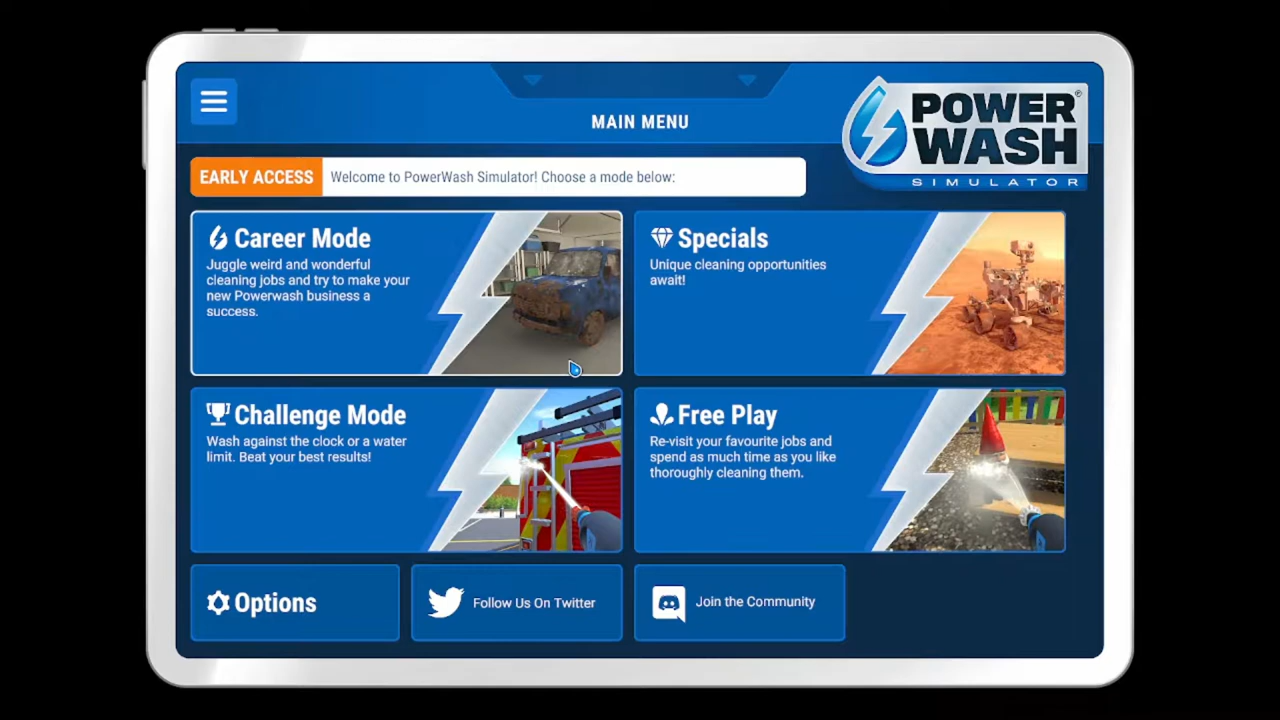 MAIN MENU
POWER
WASH
SIMULATOR
EARLY ACCESS
Welcome to PowerWash Simulator! Choose a mode below:
Career Mode
Juggle weird and wonderful
cleaning jobs and try to make your
new Powerwash business a
success.
Specials
Unique cleaning opportunities
await!
Challenge Mode
Wash against the clock or a water
limit. Beat your best results!
Free Play
Re-visit your favourite jobs and
spend as much time as you like
thoroughly cleaning them.
Options
Follow Us On Twitter
Join the Community